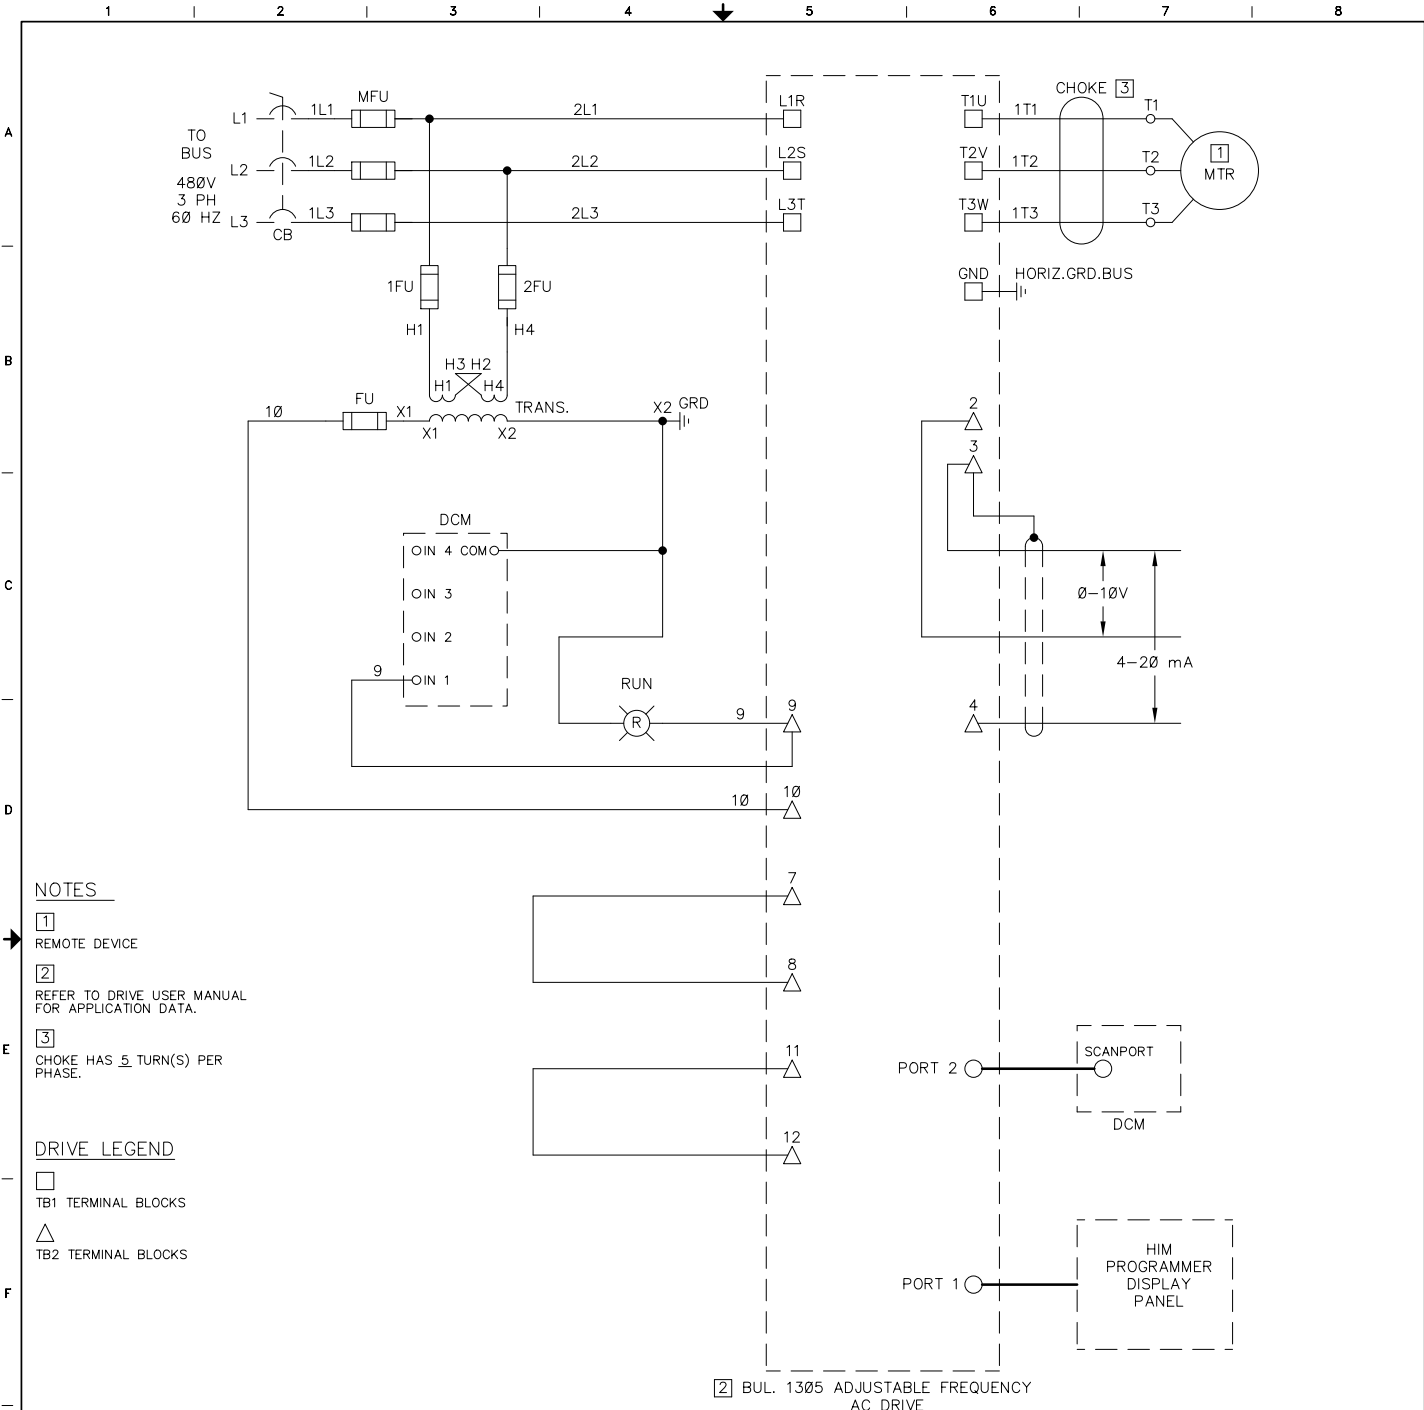 1 2 3 4 5 6 7 8
A
B
C
D
E
F
TO
BUS
480V
3 PH
60 HZ
L1
L2
L3
CB
1L1
1L2
1L3
MFU
2L1
2L2
2L3
L1R
L2S
L3T
T1U
T2V
T3W
1T1
1T2
1T3
CHOKE 3
T1
T2
T3
1
MTR
GND
HORIZ.GRD.BUS
1FU
2FU
H1
H4
H3 H2
H1
H4
10
FU
X1
X1
TRANS.
X2
X2
GRD
DCM
IN 4 COM
IN 3
IN 2
IN 1
9
RUN
R
9
9
10
10
2
3
0-10V
4-20 mA
4
7
8
11
12
NOTES
1
REMOTE DEVICE
2
REFER TO DRIVE USER MANUAL
FOR APPLICATION DATA.
3
CHOKE HAS 5 TURN(S) PER
PHASE.
DRIVE LEGEND
TB1 TERMINAL BLOCKS
TB2 TERMINAL BLOCKS
PORT 2
SCANPORT
DCM
PORT 1
HIM
PROGRAMMER
DISPLAY
PANEL
2 BUL. 1305 ADJUSTABLE FREQUENCY
AC DRIVE